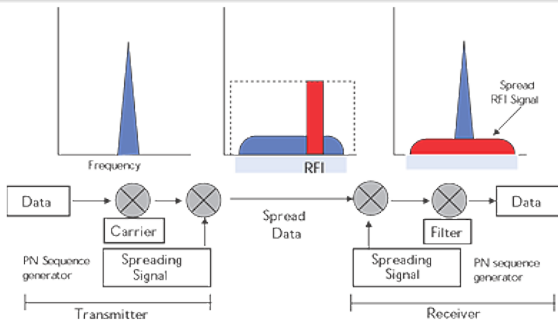 Spread
RFI Signal
Frequency
RFI
Data
Carrier
Spread
Data
Filter
Data
PN Sequence
generator
Spreading
Signal
Spreading
Signal
PN sequence
generator
Transmitter
Receiver